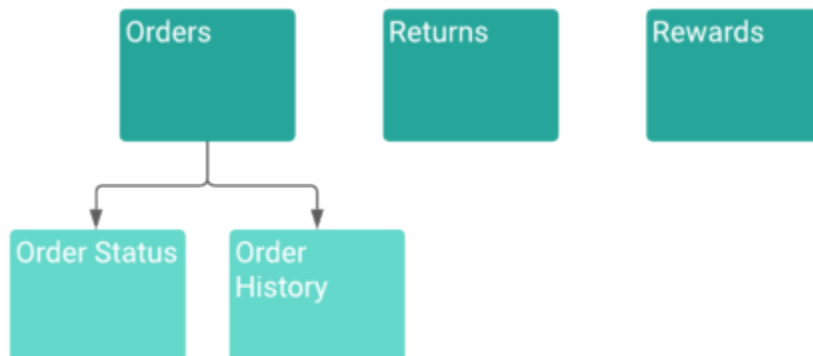 Orders
Returns
Rewards
Order Status
Order
History